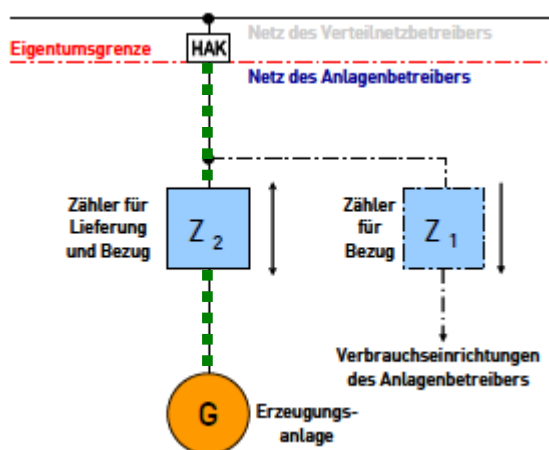 Netz des Verteilnetzbetreibers
Eigentumsgrenze
HAK
Netz des Anlagenbetreibers
Zähler für
Lieferung
und Bezug
Z 2
Zähler
für
Bezug
Z 1
Verbrauchseinrichtungen
des Anlagenbetreibers
G
Erzeugungs-
anlage